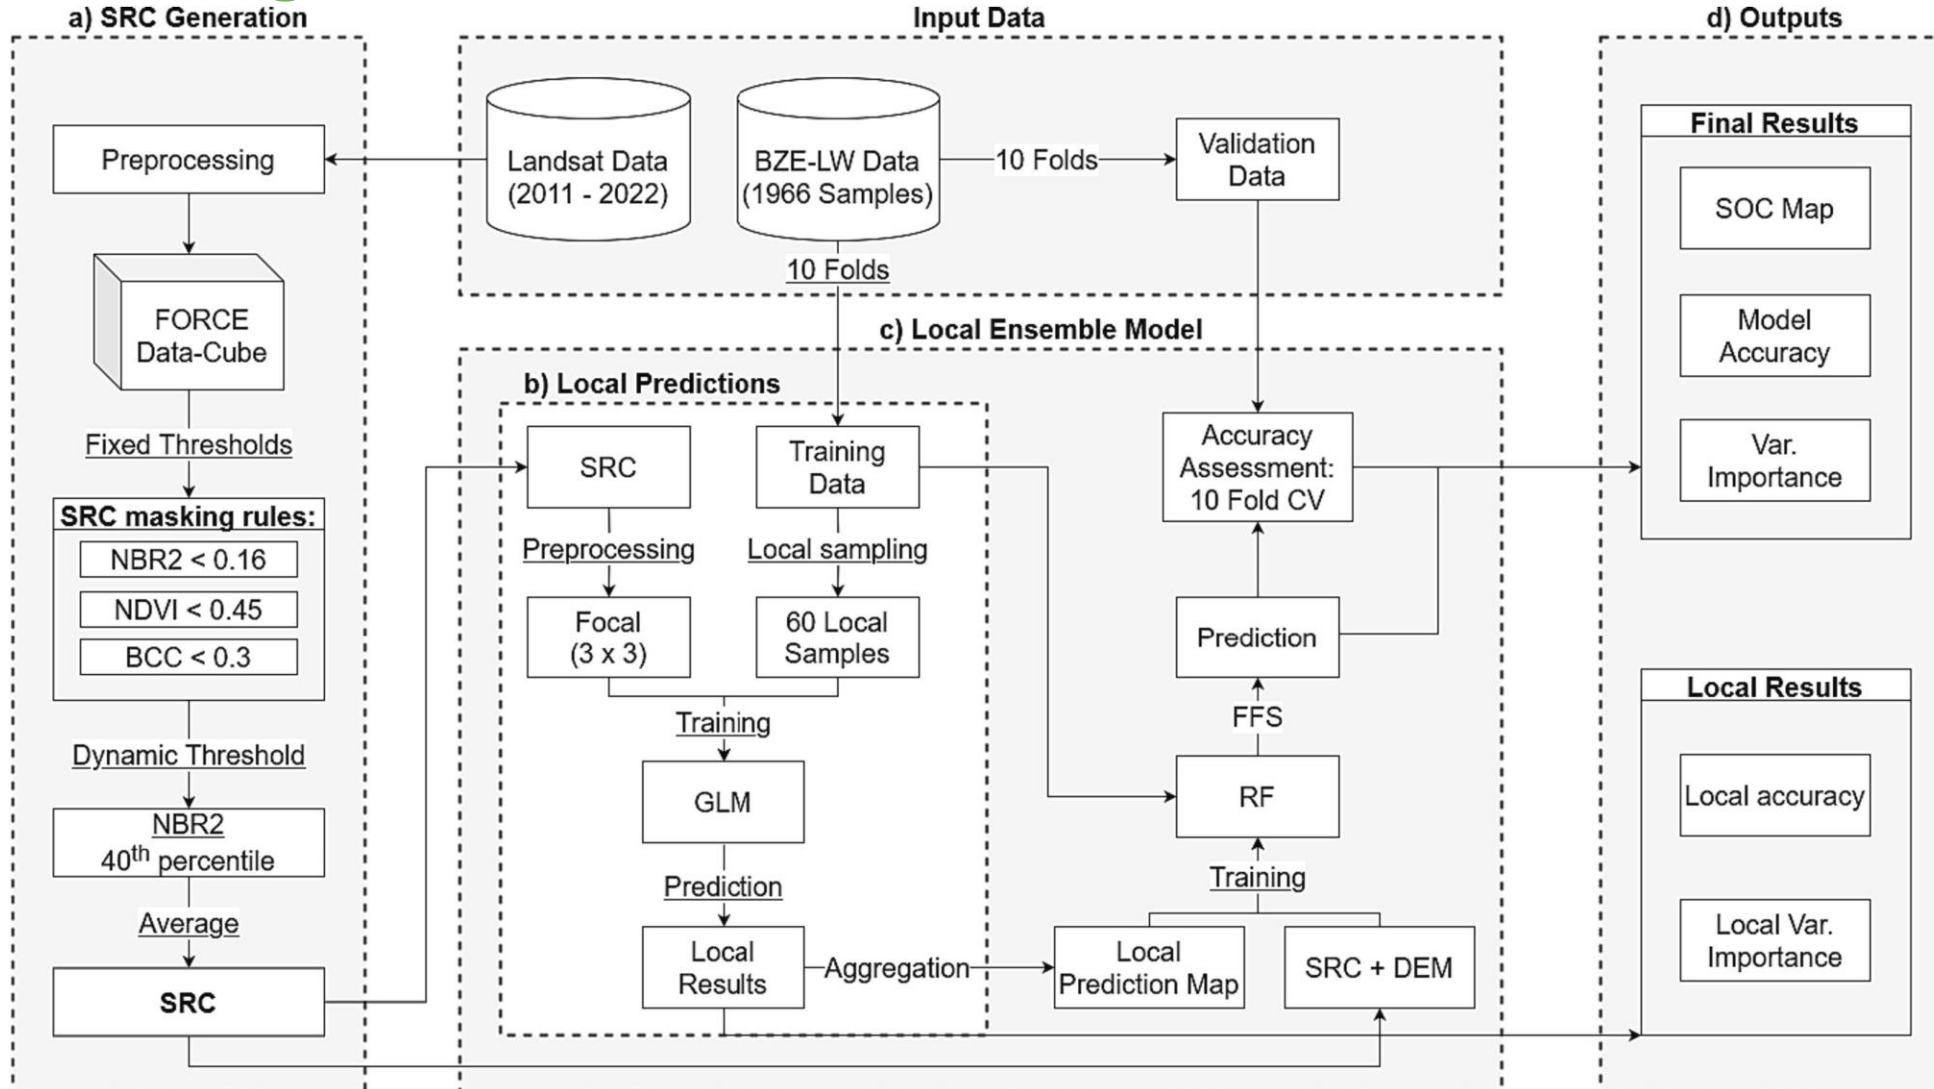 a) SRC Generation
Preprocessing
FORCE
Data-Cube
Fixed Thresholds
SRC masking rules:
NBR2 < 0.16
NDVI < 0.45
BCC < 0.3
Dynamic Threshold
NBR2
40th percentile
Average
SRC
Input Data
Landsat Data
(2011 - 2022)
BZE-LW Data
(1966 Samples)
10 Folds
Validation
Data
10 Folds
c) Local Ensemble Model
b) Local Predictions
SRC
Preprocessing
Focal
(3 x 3)
Training
Data
Local sampling
60 Local
Samples
Training
GLM
Prediction
Local
Results
Aggregation
Local
Prediction Map
SRC + DEM
Training
RF
FFS
Prediction
Accuracy
Assessment:
10 Fold CV
d) Outputs
Final Results
SOC Map
Model
Accuracy
Var.
Importance
Local Results
Local accuracy
Local Var.
Importance